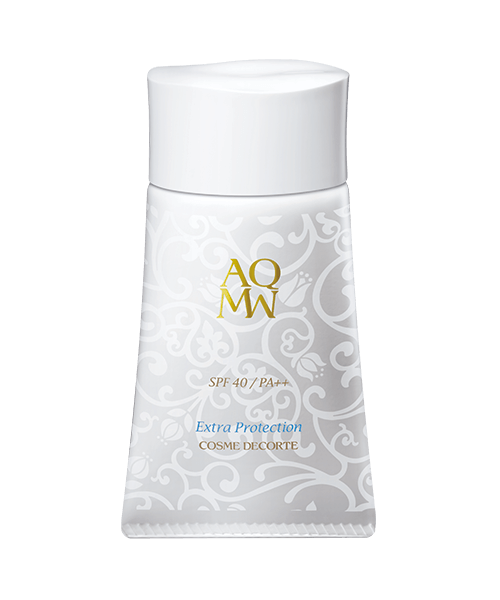 AQ
MW
SPF 40 / PA++
Extra Protection
COSME DECORTE